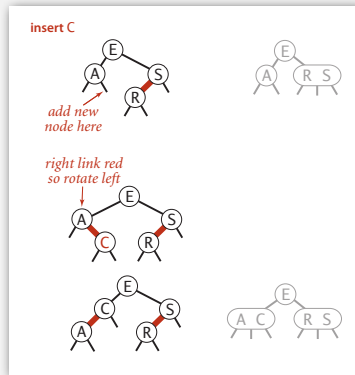 insert C
E
E
A
S
A
R S
R
add new
node here
right link red
so rotate left
E
A
S
C
R
E
E
C
S
A C
R S
A
R